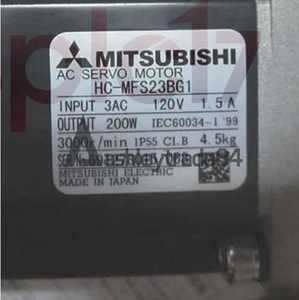 MITSUBISHI
AC SERVO MOTOR
HC-MFS23BG1
INPUT 3AC 120V 1.5A
OUTPUT 200W IEC60034-1 '99
3000r/min IP55 CI.B 4.5kg
MITSUBISHI ELECTRIC
MADE IN JAPAN